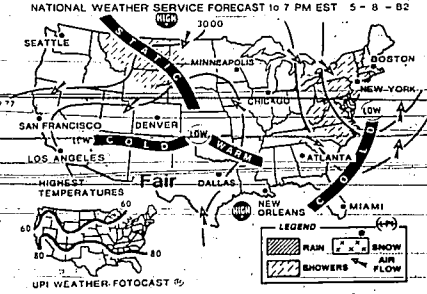 NATIONAL WEATHER SERVICE FORECAST to 7 PM EST 5 - 8 - 82
HIGH
3000
SEATTLE
STATIC
MINNEAPOLIS
BOSTON
NEW YORK
CHICAGO
LOW
SAN FRANCISCO
DENVER
LOW
LOW
COLD
WARM
COLD
LOS ANGELES
ATLANTA
HIGHEST
TEMPERATURES
Fair
DALLAS
HIGH
NEW
ORLEANS
MIAMI
60
60
80
80
LEGEND
RAIN
SNOW
SHOWERS
AIR
FLOW
UPI WEATHER FOTOCAST